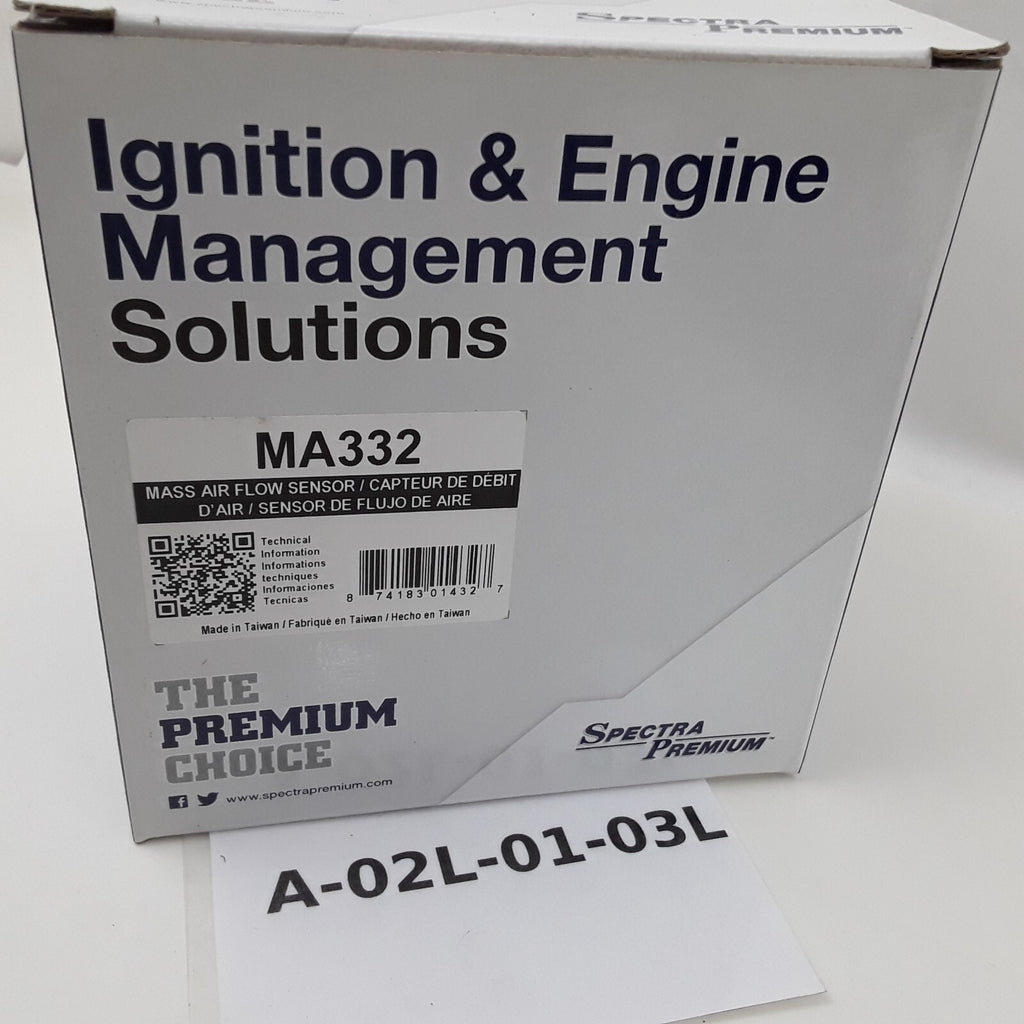 SPECTRA
PREMIUM
Ignition & Engine
Management
Solutions
MA332
MASS AIR FLOW SENSOR / CAPTEUR DE DÉBIT
D'AIR / SENSOR DE FLUJO DE AIRE
Technical
Information
Informations
techniques
Informaciones
Tecnicas
8 74183 01432 7
Made in Taiwan / Fabriqué en Taiwan / Hecho en Taiwan
THE
PREMIUM
CHOICE
www.spectrapremium.com
SPECTRA
PREMIUM™
A-02L-01-03L